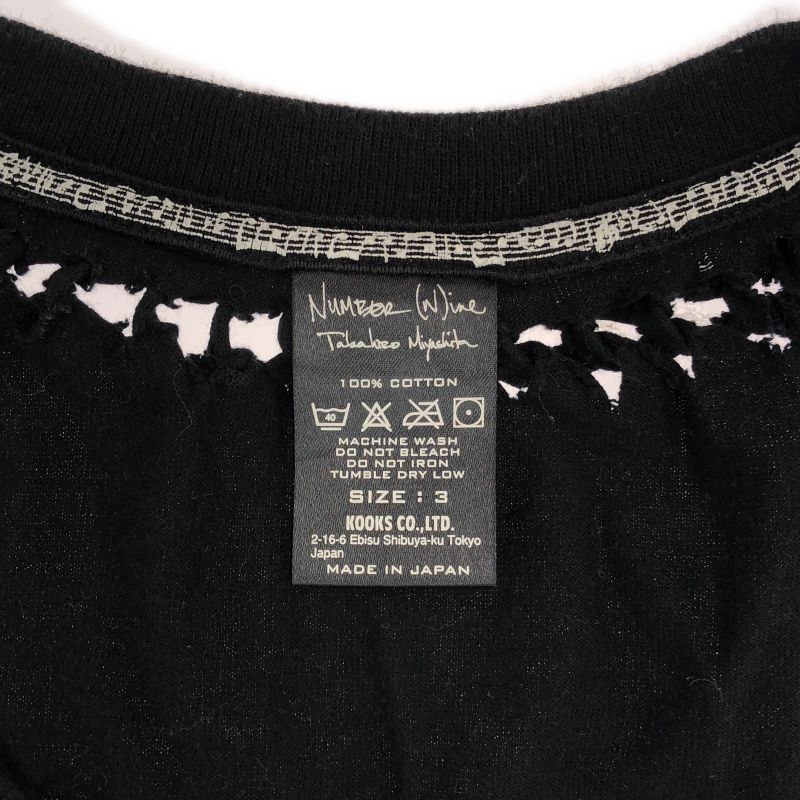 NUMBER (N)ine
Takahiro Miyashita
100% COTTON
40
MACHINE WASH
DO NOT BLEACH
DO NOT IRON
TUMBLE DRY LOW
SIZE : 3
KOOKS CO.,LTD.
2-16-6 Ebisu Shibuya-ku Tokyo
Japan
MADE IN JAPAN